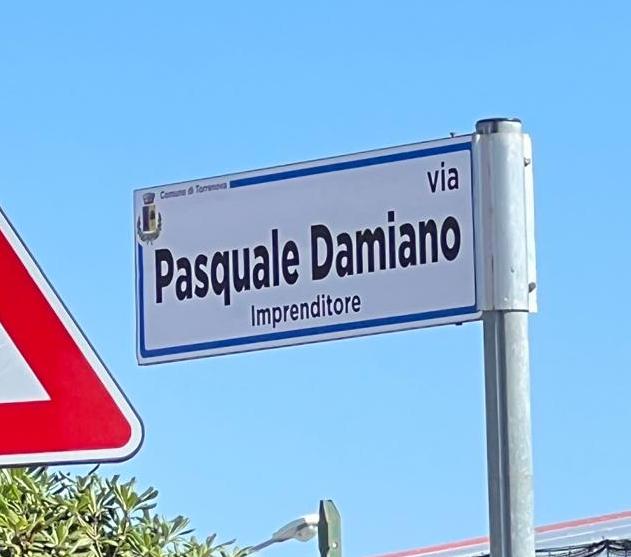 Comune di Torrenova
via
Pasquale Damiano
Imprenditore